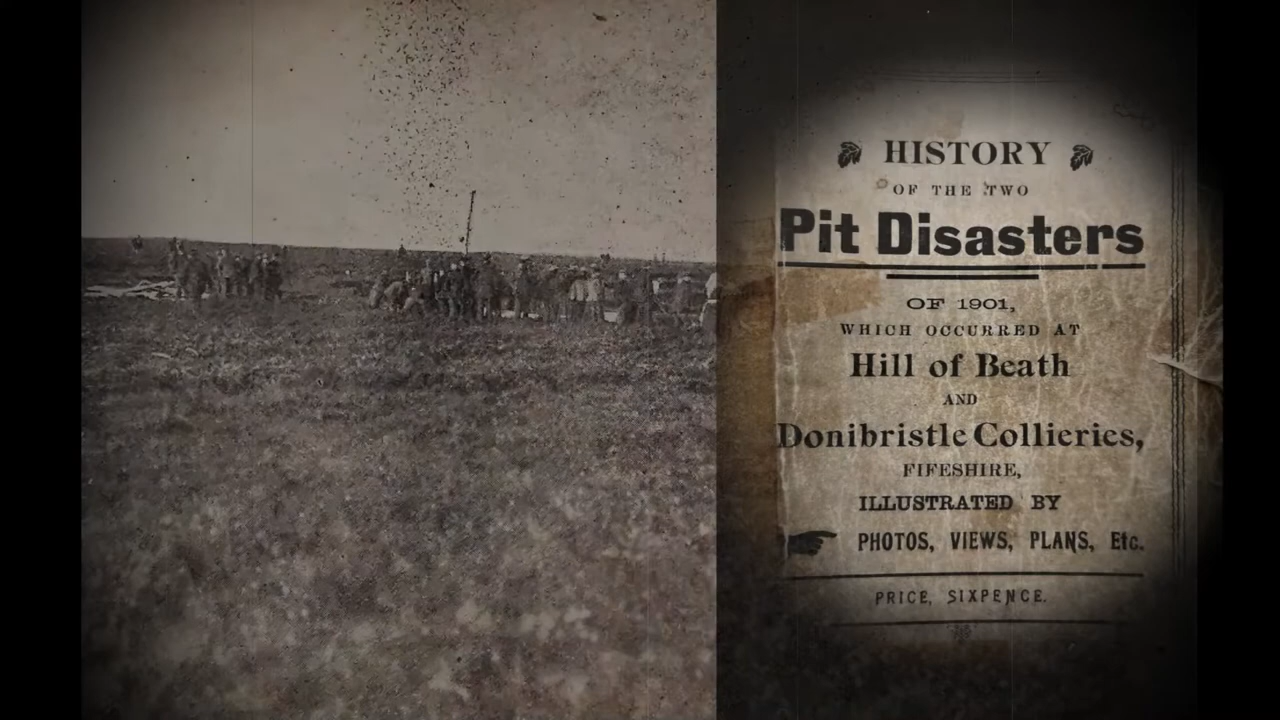 HISTORY
OF THE TWO
Pit Disasters
OF 1901,
WHICH OCCURRED AT
Hill of Beath
AND
Donibristle Collieries,
FIFESHIRE,
ILLUSTRATED BY
PHOTOS, VIEWS, PLANS, Etc.
PRICE, SIXPENCE.